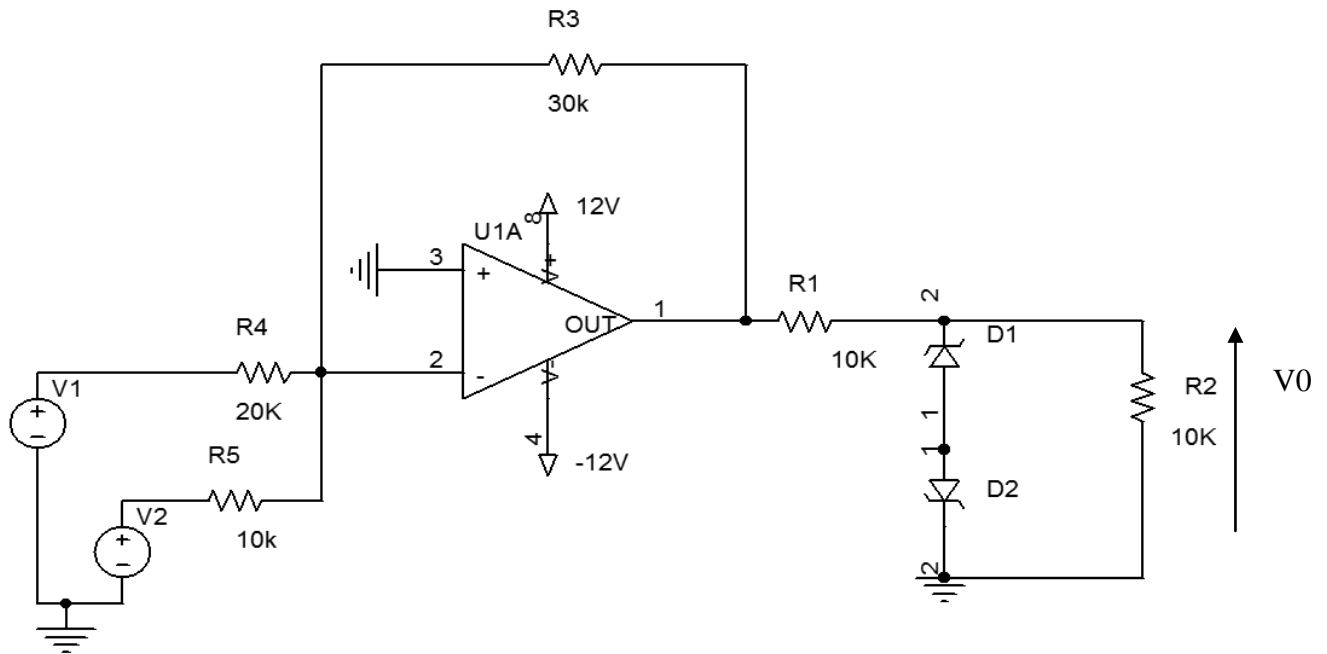 R3
30k
8
12V
U1A
V+
3
+
OUT
1
2
-
V-
4
-12V
R1
10K
2
D1
1
1
D2
2
R2
10K
V0
R4
20K
V1
+
−
R5
10k
V2
+
−